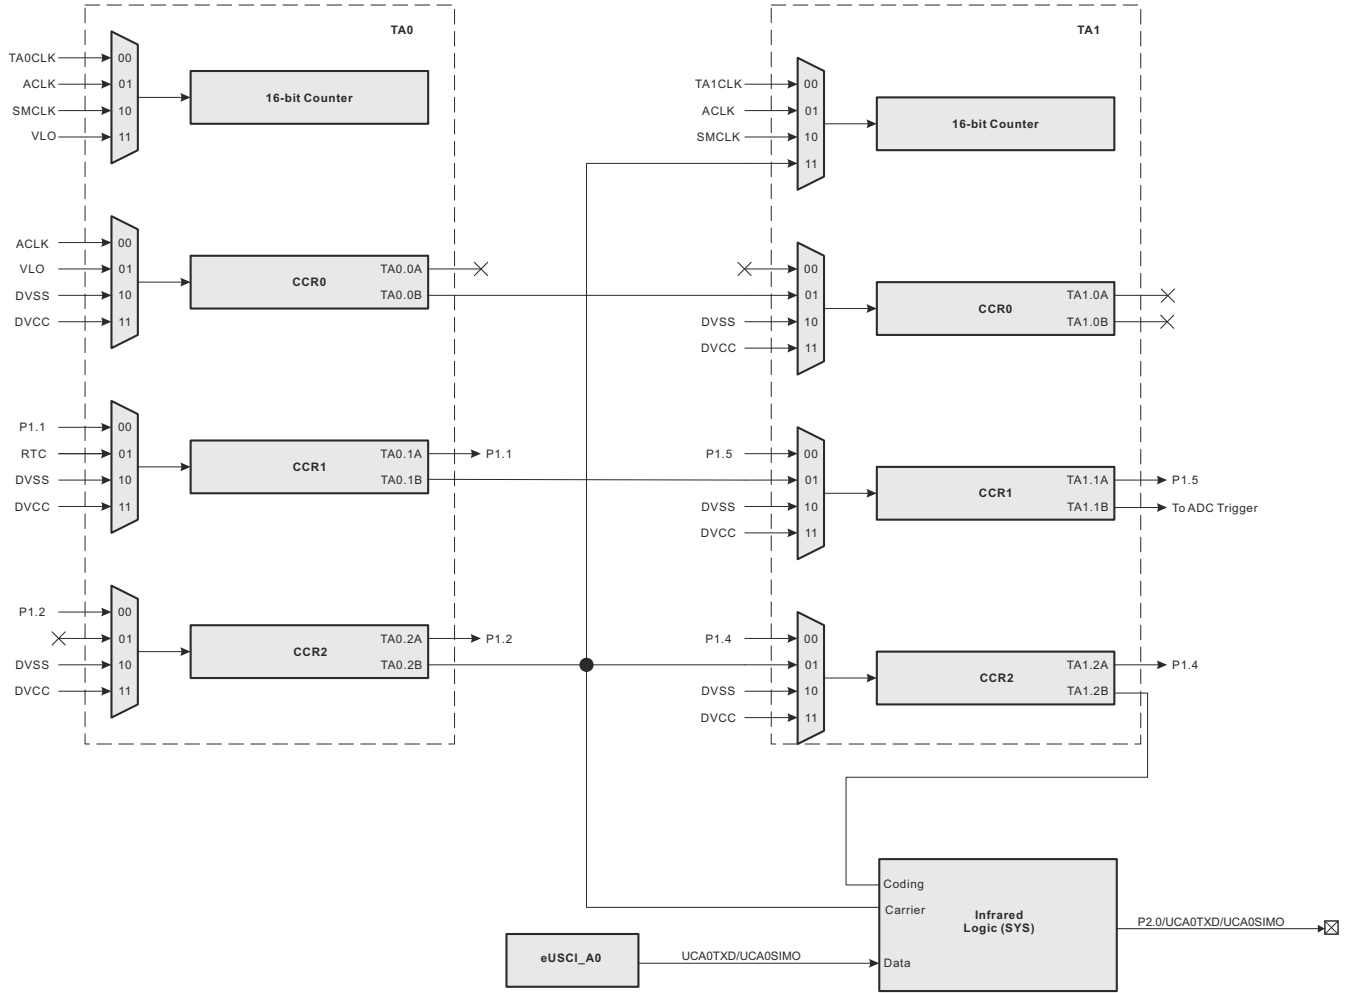 TA0
TA0CLK
00
ACLK
01
SMCLK
10
VLO
11
16-bit Counter
ACLK
00
VLO
01
DVSS
10
DVCC
11
CCR0
TA0.0A
TA0.0B
P1.1
00
RTC
01
DVSS
10
DVCC
11
CCR1
TA0.1A
P1.1
TA0.1B
P1.2
00
01
DVSS
10
DVCC
11
CCR2
TA0.2A
P1.2
TA0.2B
TA1
TA1CLK
00
ACLK
01
SMCLK
10
11
16-bit Counter
00
01
DVSS
10
DVCC
11
CCR0
TA1.0A
TA1.0B
P1.5
00
01
DVSS
10
DVCC
11
CCR1
TA1.1A
P1.5
TA1.1B
To ADC Trigger
P1.4
00
01
DVSS
10
DVCC
11
CCR2
TA1.2A
P1.4
TA1.2B
Coding
Carrier
Data
Infrared
Logic (SYS)
P2.0/UCA0TXD/UCA0SIMO
eUSCI_A0
UCA0TXD/UCA0SIMO